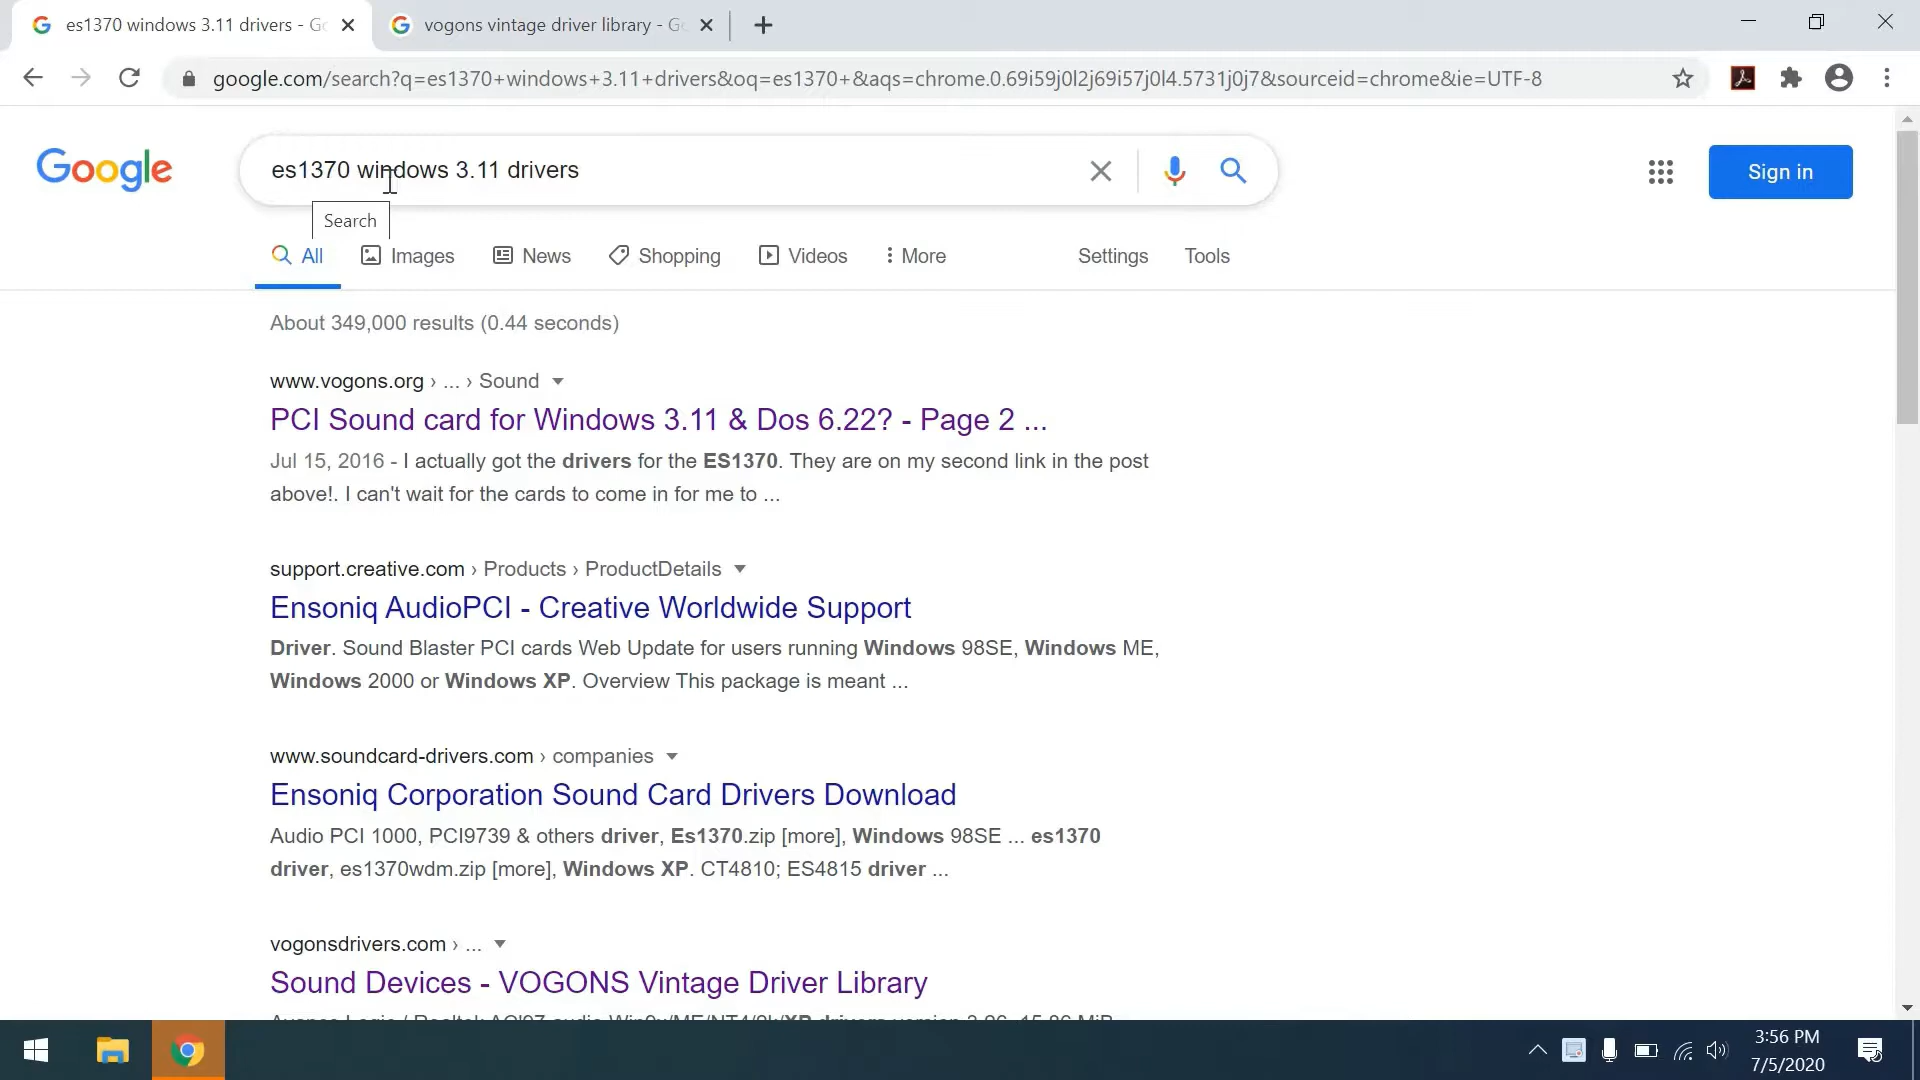 es1370 windows 3.11 drivers - Go
vogons vintage driver library - Go
google.com/search?q=es1370+windows+3.11+drivers&oq=es1370+&aqs=chrome.0.69i59j0l2j69i57j0l4.5731j0j7&sourceid=chrome&ie=UTF-8
Google
es1370 windows 3.11 drivers
Sign in
Search
All
Images
News
Shopping
Videos
More
Settings
Tools
About 349,000 results (0.44 seconds)
www.vogons.org › ... › Sound
PCI Sound card for Windows 3.11 & Dos 6.22? - Page 2 ...
Jul 15, 2016 - I actually got the drivers for the ES1370. They are on my second link in the post
above!. I can't wait for the cards to come in for me to ...
support.creative.com › Products › ProductDetails
Ensoniq AudioPCI - Creative Worldwide Support
Driver. Sound Blaster PCI cards Web Update for users running Windows 98SE, Windows ME,
Windows 2000 or Windows XP. Overview This package is meant ...
www.soundcard-drivers.com › companies
Ensoniq Corporation Sound Card Drivers Download
Audio PCI 1000, PCI9739 & others driver, Es1370.zip [more], Windows 98SE ... es1370
driver, es1370wdm.zip [more], Windows XP. CT4810; ES4815 driver ...
vogonsdrivers.com › ...
Sound Devices - VOGONS Vintage Driver Library
3:56 PM
7/5/2020